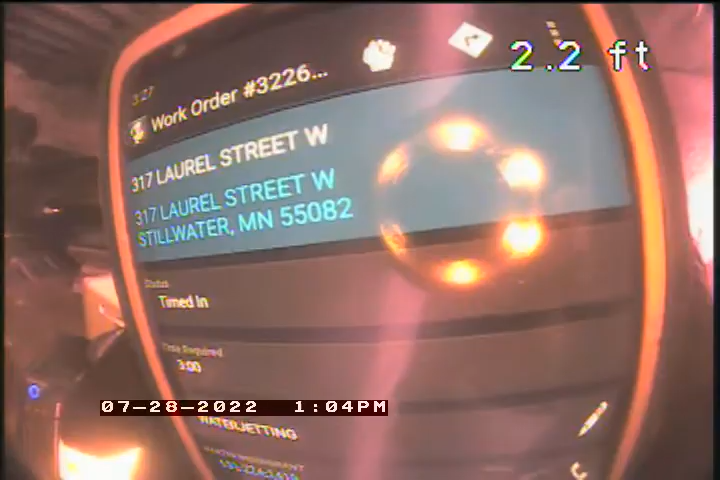 2.2 ft
3:27
Work Order #3226...
317 LAUREL STREET W
317 LAUREL STREET W
STILLWATER, MN 55082
Status
Timed In
Time Required
3:00
07-28-2022 1:04PM
WATERJETTING